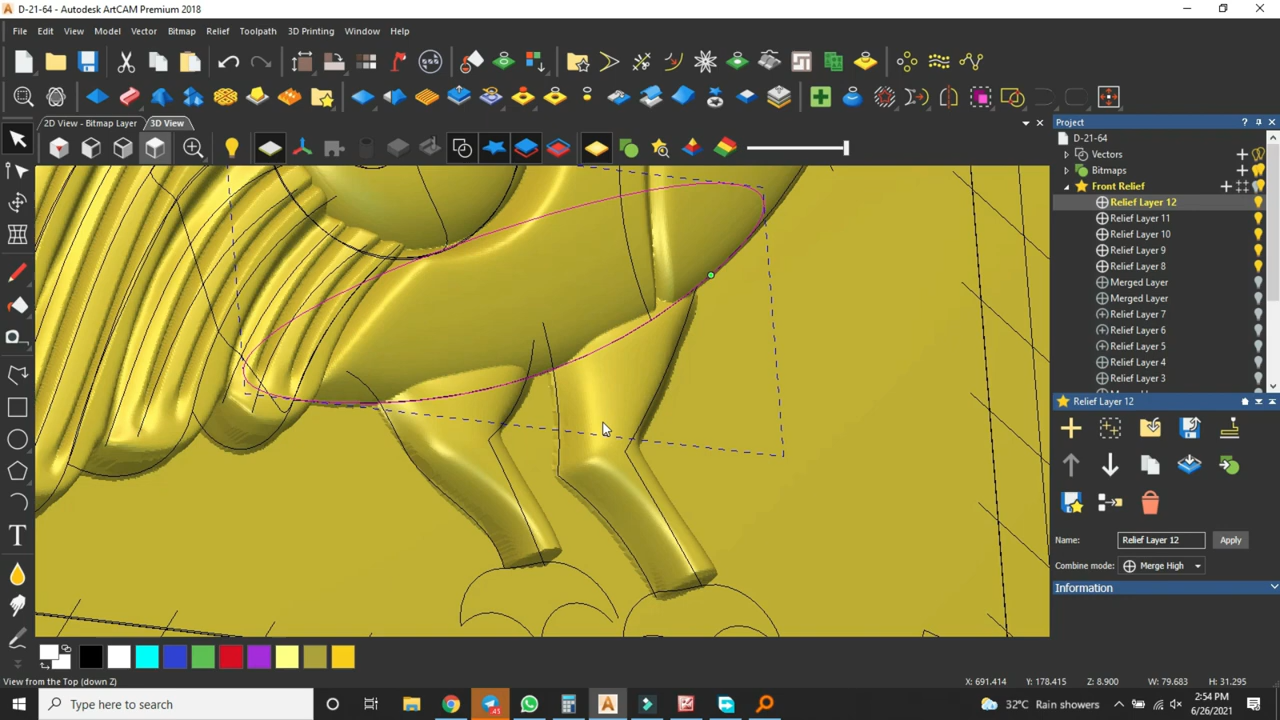 D-21-64 - Autodesk ArtCAM Premium 2018
File Edit View Model Vector Bitmap Relief Toolpath 3D Printing Window Help
2D View - Bitmap Layer 3D View
Project
D-21-64
Vectors
Bitmaps
Front Relief
Relief Layer 12
Relief Layer 11
Relief Layer 10
Relief Layer 9
Relief Layer 8
Merged Layer
Merged Layer
Relief Layer 7
Relief Layer 6
Relief Layer 5
Relief Layer 4
Relief Layer 3
Relief Layer 12
Name: Relief Layer 12 Apply
Combine mode: Merge High
Information
View from the Top (down Z) X: 691.414 Y: 178.415 Z: 8.900 W: 79.683 H: 31.295
Type here to search
32°C Rain showers
2:54 PM
6/26/2021